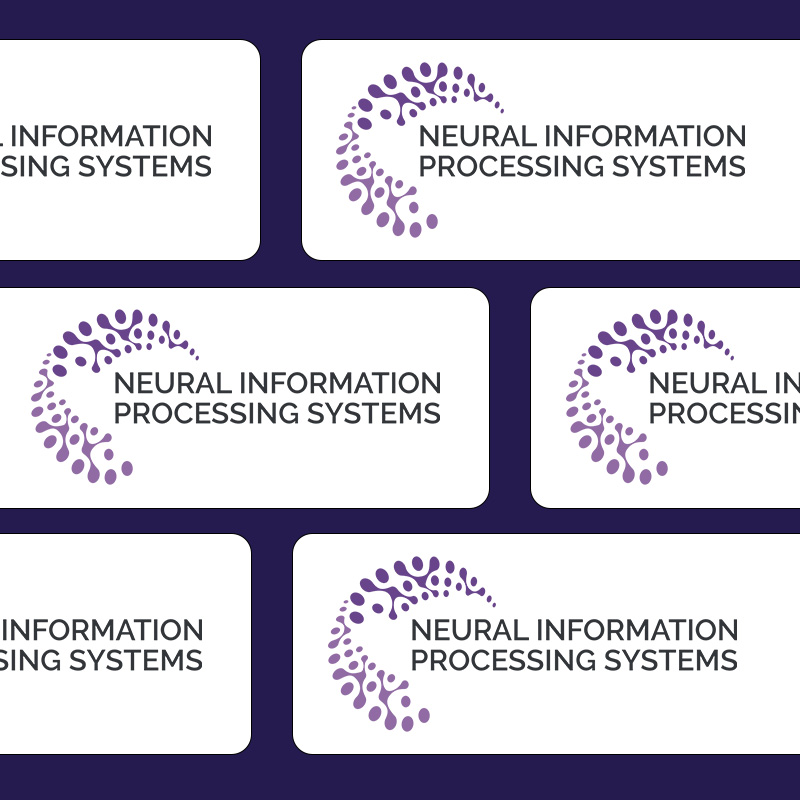 INFORMATION
SING SYSTEMS
NEURAL INFORMATION
PROCESSING SYSTEMS
NEURAL INFORMATION
PROCESSING SYSTEMS
NEURAL IN
PROCESSIN
INFORMATION
SING SYSTEMS
NEURAL INFORMATION
PROCESSING SYSTEMS